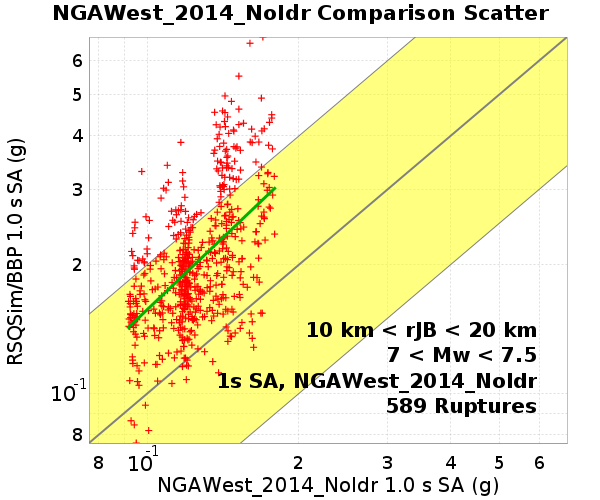 NGAWest_2014_NoIdr Comparison Scatter
RSQSim/BBP 1.0 s SA (g)
6
5
4
3
2
10-1
8
10 km < rJB < 20 km
7 < Mw < 7.5
1s SA, NGAWest_2014_NoIdr
589 Ruptures
8 10-1 2 3 4 5 6
NGAWest_2014_NoIdr 1.0 s SA (g)